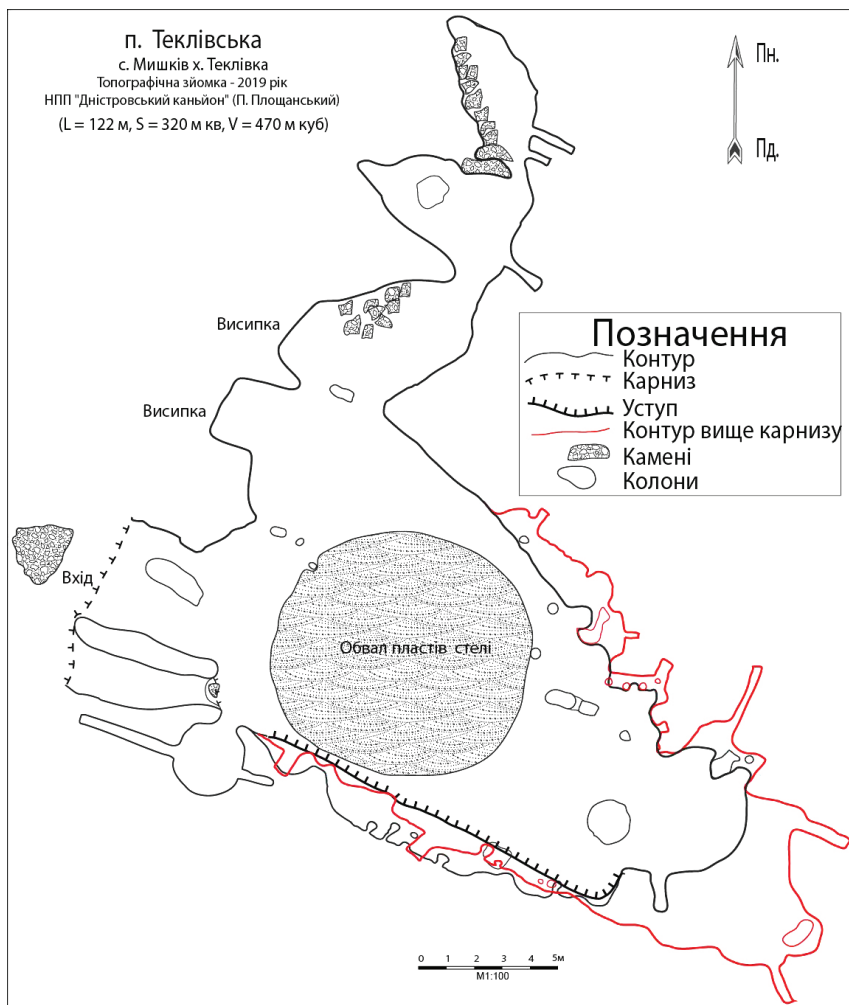 п. Теклівська
с. Мишків х. Теклівка
Топографічна зйомка - 2019 рік
НПП "Дністровський каньйон" (П. Площанський)
(L = 122 м, S = 320 м кв, V = 470 м куб)
Пн.
Пд.
Висипка
Висипка
Позначення
Контур
Карниз
Уступ
Контур вище карнизу
Камені
Колони
Вхід
Обвал пластів стелі
0 1 2 3 4 5м
М1:100